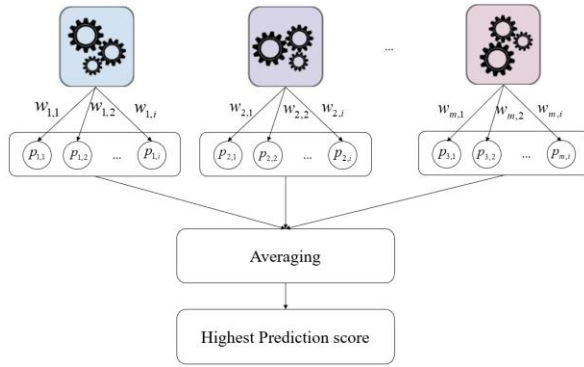 ...
w1,1 w1,2 w1,i w2,1 w2,2 w2,i wm,1 wm,2 wm,i
p1,1 p1,2 ... p1,i p2,1 p2,2 ... p2,i p3,1 p3,2 ... pm,i
Averaging
Highest Prediction score